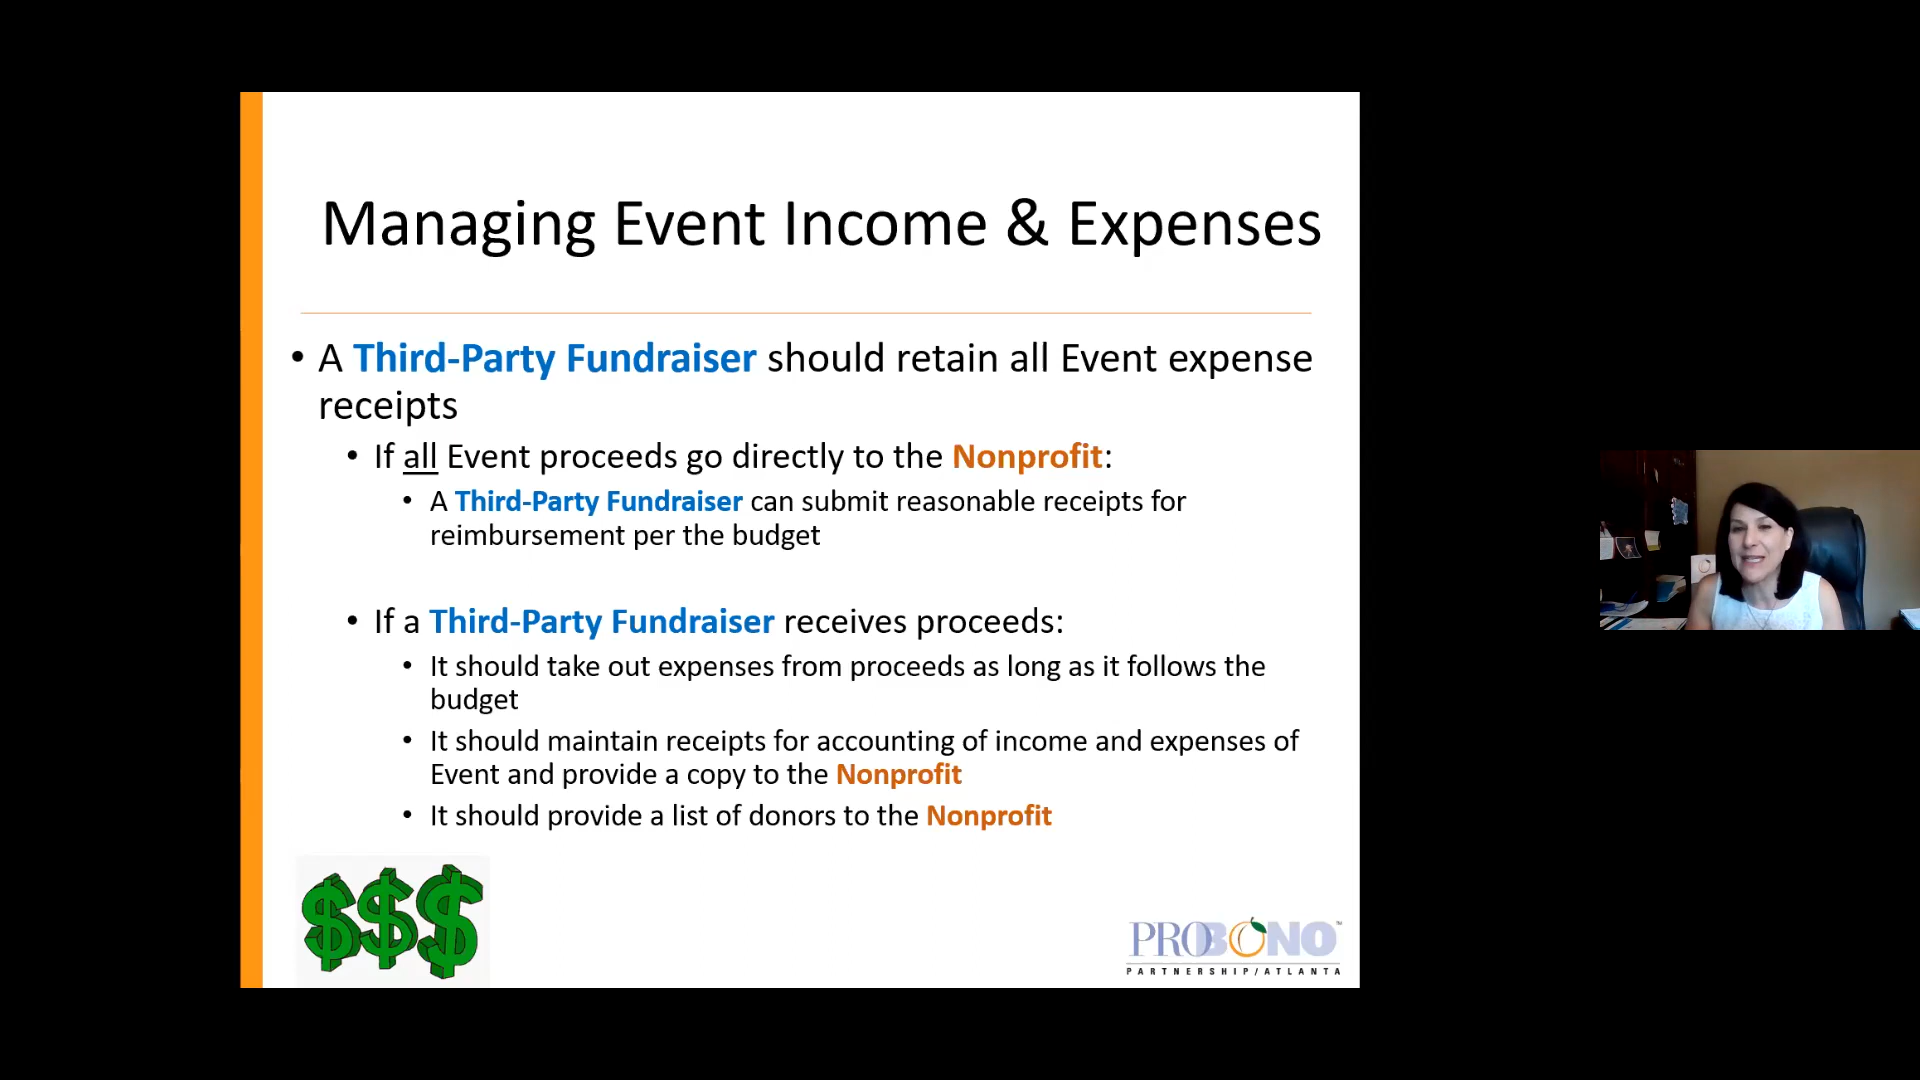 Managing Event Income & Expenses
• A Third-Party Fundraiser should retain all Event expense
receipts
• If all Event proceeds go directly to the Nonprofit:
• A Third-Party Fundraiser can submit reasonable receipts for
reimbursement per the budget
• If a Third-Party Fundraiser receives proceeds:
• It should take out expenses from proceeds as long as it follows the
budget
• It should maintain receipts for accounting of income and expenses of
Event and provide a copy to the Nonprofit
• It should provide a list of donors to the Nonprofit
$$$
PROBONO™
PARTNERSHIP/ATLANTA